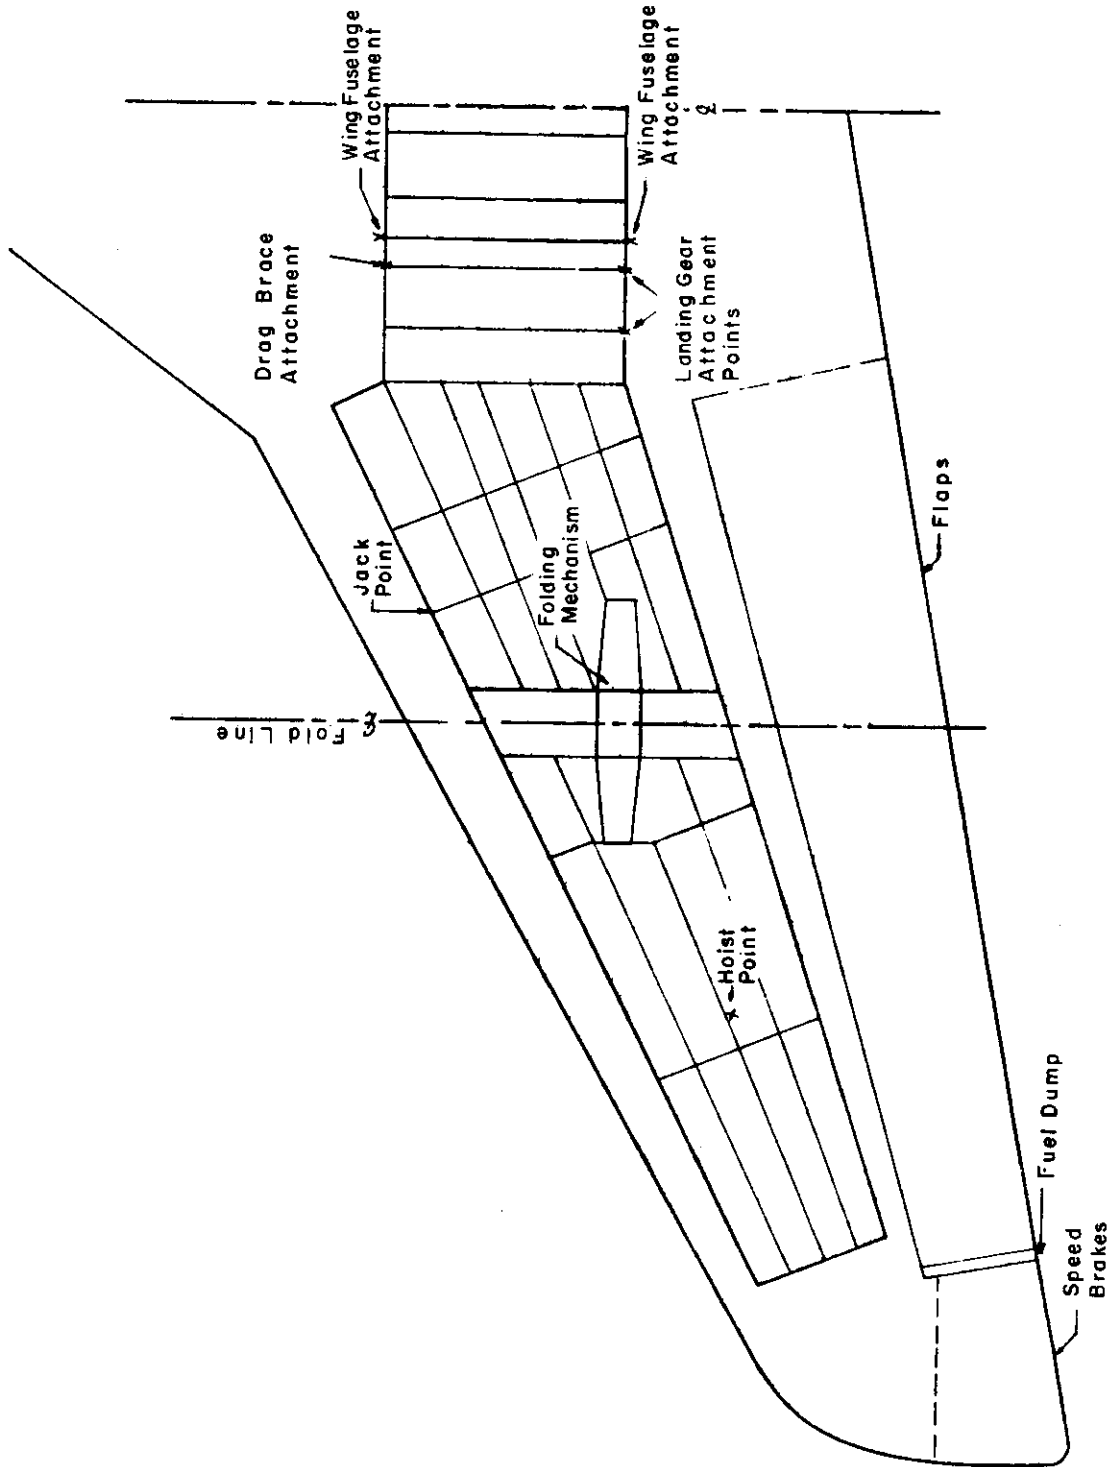 Wing Fuselage
Attachment
Wing Fuselage
Attachment
℄
Drag Brace
Attachment
Landing Gear
Attachment
Points
Jack
Point
Folding
Mechanism
Flaps
℄ Fold Line
Hoist
Point
Fuel Dump
Speed
Brakes